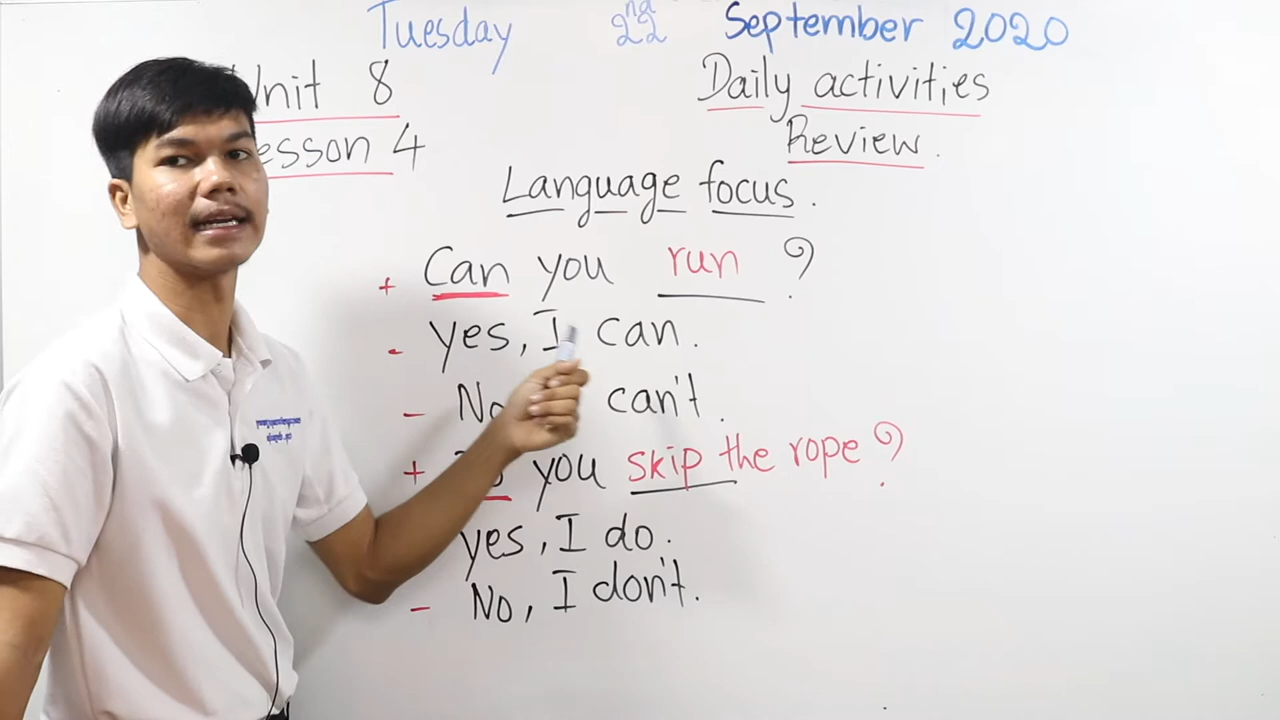 Tuesday 22nd September 2020
Unit 8 Daily activities
Lesson 4 Review.
Language focus.
+ Can you run ?
- yes, I can.
- No can't.
+ you skip the rope ?
yes, I do.
- No, I don't.